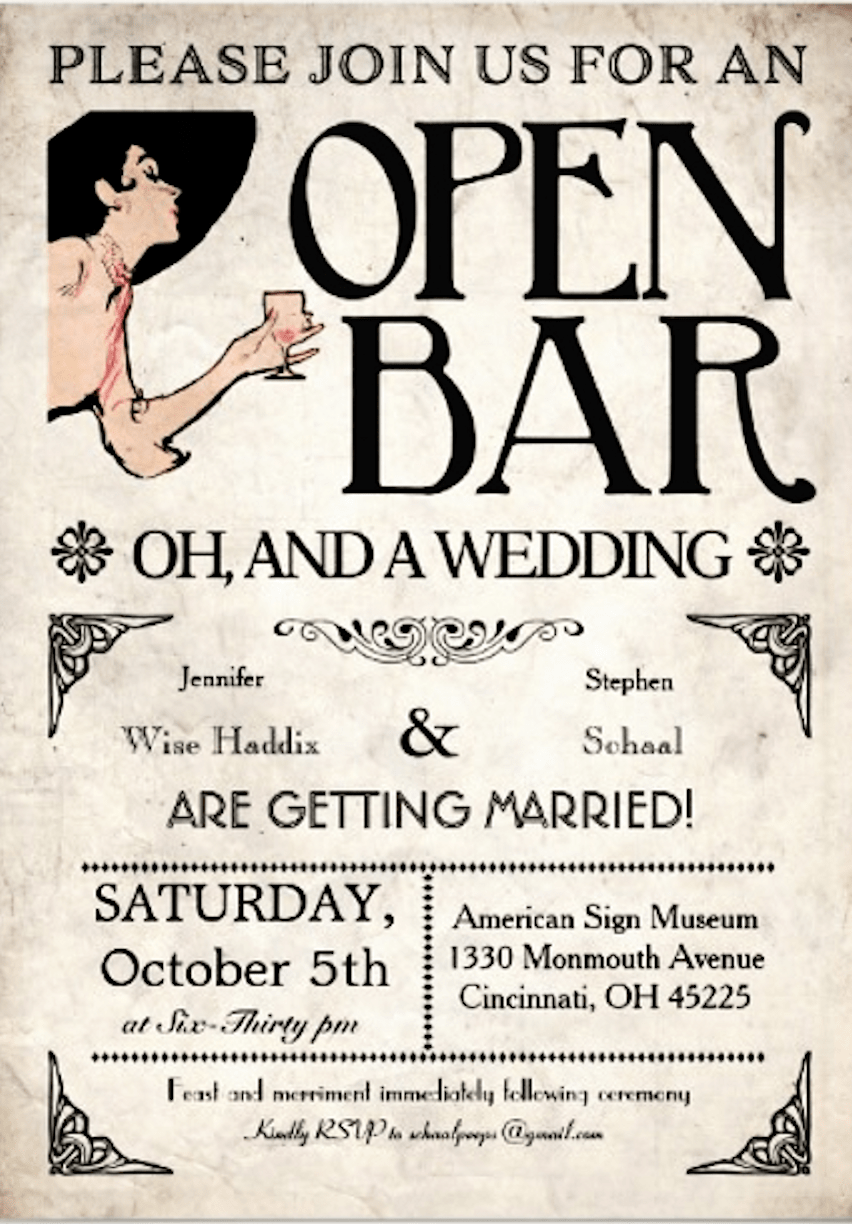 PLEASE JOIN US FOR AN
OPEN
BAR
OH, AND A WEDDING
Jennifer
Wise Haddix
&
Stephen
Schaal
ARE GETTING MARRIED!
SATURDAY,
October 5th
at Six-Thirty pm
American Sign Museum
1330 Monmouth Avenue
Cincinnati, OH 45225
Feast and merriment immediately following ceremony
Kindly RSVP to schaalpeeps@gmail.com